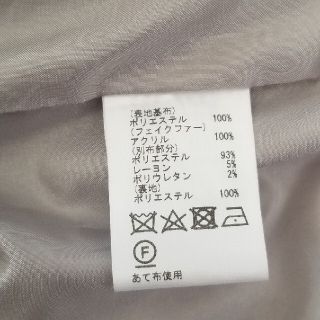 (表地基布)
ポリエステル 100%
(フェイクファー)
アクリル 100%
(別布部分)
ポリエステル 93%
レーヨン 5%
ポリウレタン 2%
(裏地)
ポリエステル 100%
F
あて布使用